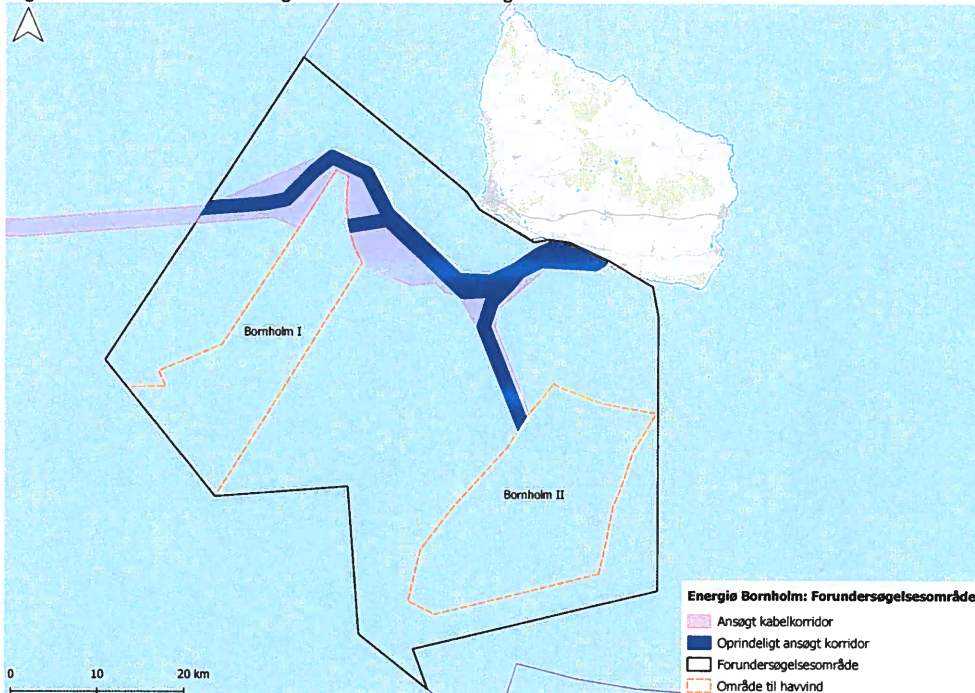 Bornholm I
Bornholm II
Energiø Bornholm: Forundersøgelsesområde
Ansøgt kabelkorridor
Oprindeligt ansøgt korridor
Forundersøgelsesområde
Område til havvind
0 10 20 km